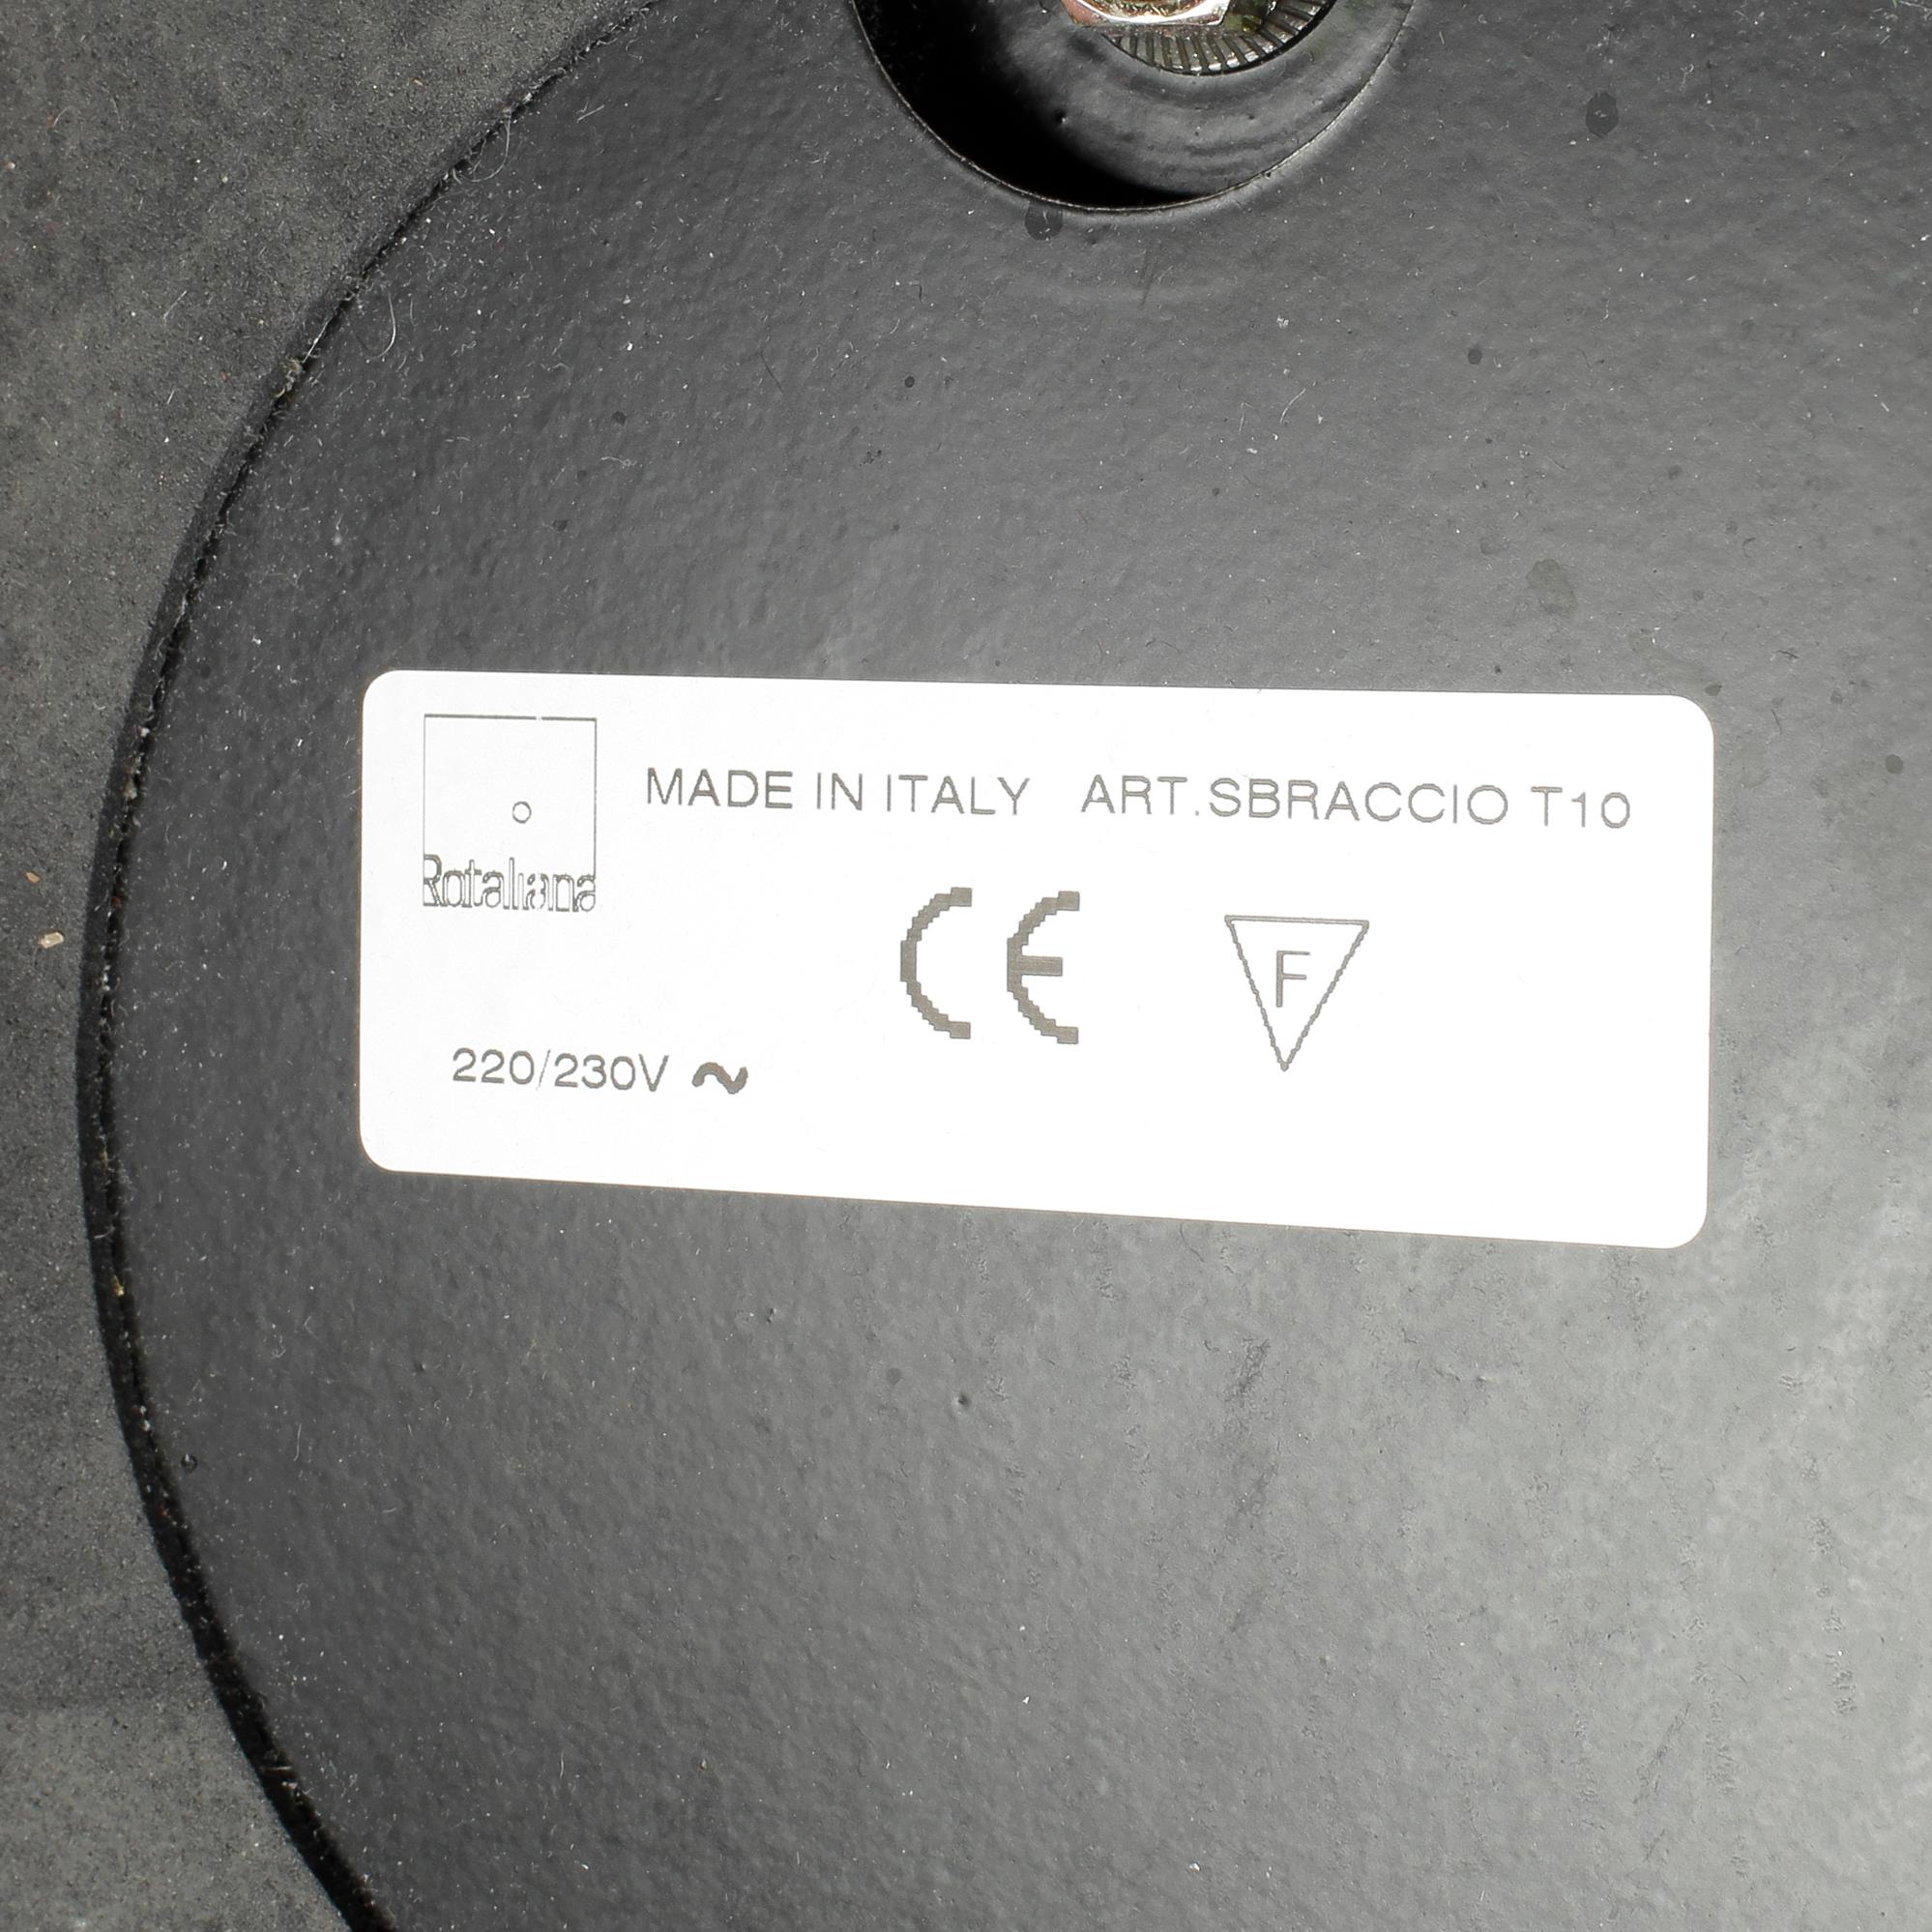 Rotaliana
MADE IN ITALY ART.SBRACCIO T10
CE F
220/230V ~